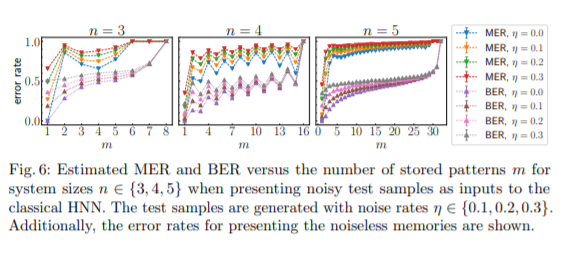 n = 3
n = 4
n = 5
error rate
1.0
0.5
0.0
1 2 3 4 5 6 7 8
1 4 7 10 13 16
0 5 10 15 20 25 30
m
m
m
MER, η = 0.0
MER, η = 0.1
MER, η = 0.2
MER, η = 0.3
BER, η = 0.0
BER, η = 0.1
BER, η = 0.2
BER, η = 0.3
Fig. 6: Estimated MER and BER versus the number of stored patterns m for
system sizes n ∈ {3, 4, 5} when presenting noisy test samples as inputs to the
classical HNN. The test samples are generated with noise rates η ∈ {0.1, 0.2, 0.3}.
Additionally, the error rates for presenting the noiseless memories are shown.